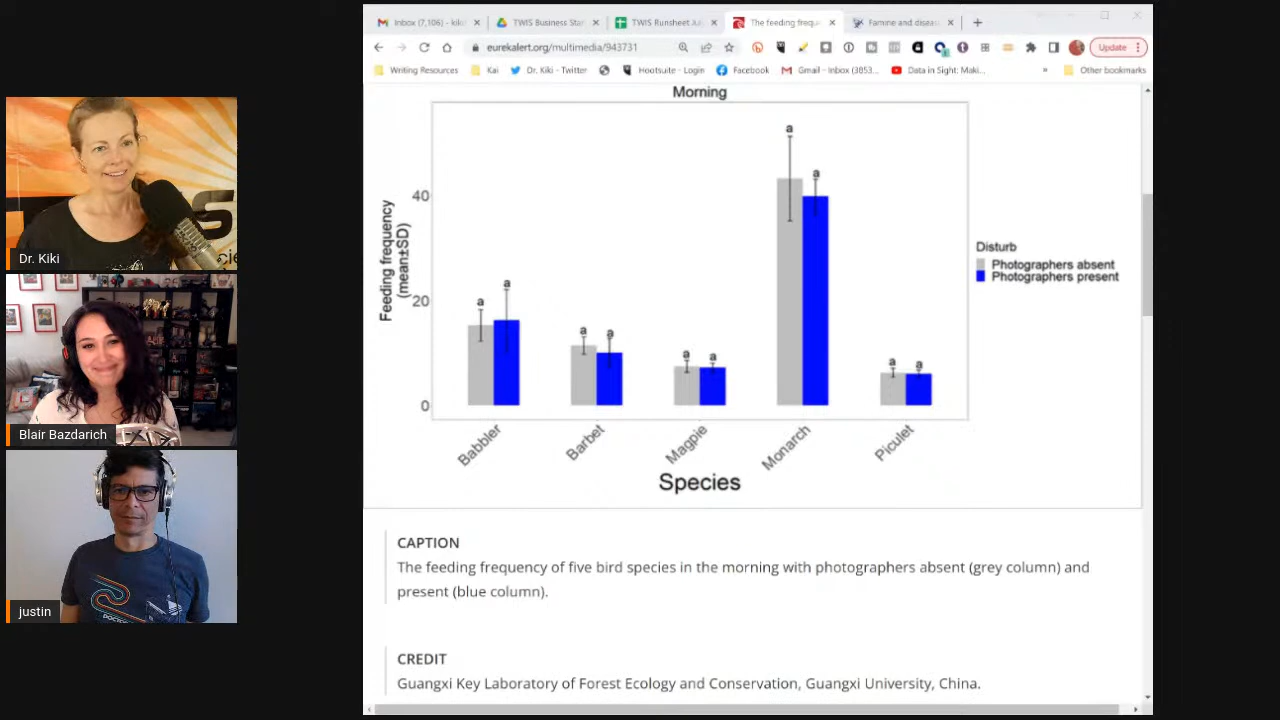 Inbox (7,106) - kiki
TWIS Business Star
TWIS Runsheet Jul
The feeding frequ
Famine and diseas
eurekalert.org/multimedia/943731
Update
Writing Resources
Kai
Dr. Kiki - Twitter
Hootsuite - Login
Facebook
Gmail - Inbox (3853...
Data in Sight: Maki...
»
Other bookmarks
Morning
Feeding frequency
(mean±SD)
40
20
0
a
a
a
a
a
a
a
a
a
a
Babbler
Barbet
Magpie
Monarch
Piculet
Species
Disturb
Photographers absent
Photographers present
CAPTION
The feeding frequency of five bird species in the morning with photographers absent (grey column) and
present (blue column).
CREDIT
Guangxi Key Laboratory of Forest Ecology and Conservation, Guangxi University, China.
Dr. Kiki
Blair Bazdarich
justin